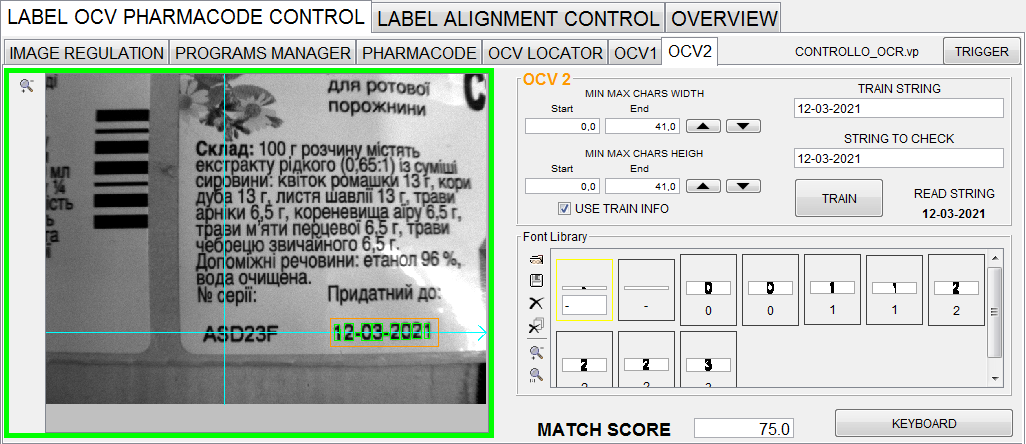 LABEL OCV PHARMACODE CONTROL
LABEL ALIGNMENT CONTROL
OVERVIEW
IMAGE REGULATION
PROGRAMS MANAGER
PHARMACODE
OCV LOCATOR
OCV1
OCV2
CONTROLLO_OCR.vp
TRIGGER
для ротової
порожнини
Склад: 100 г розчину містять
екстракту рідкого (0,65:1) із суміші
сировини: квіток ромашки 13 г, кори
дуба 13 г, листя шавлії 13 г, трави
арніки 6,5 г, кореневища аїру 6,5 г,
трави м'яти перцевої 6,5 г, трави
чебрецю звичайного 6,5 г.
Допоміжні речовини: етанол 96 %,
вода очищена.
№ серії: Придатний до:
ASD23F 12-03-2021
мл
¼
OCV 2
MIN MAX CHARS WIDTH
Start End
0,0 41,0
MIN MAX CHARS HEIGH
Start End
0,0 41,0
USE TRAIN INFO
TRAIN STRING
12-03-2021
STRING TO CHECK
12-03-2021
TRAIN
READ STRING
12-03-2021
Font Library
- - 0 0 1 1 2
2 2 3
MATCH SCORE 75.0
KEYBOARD